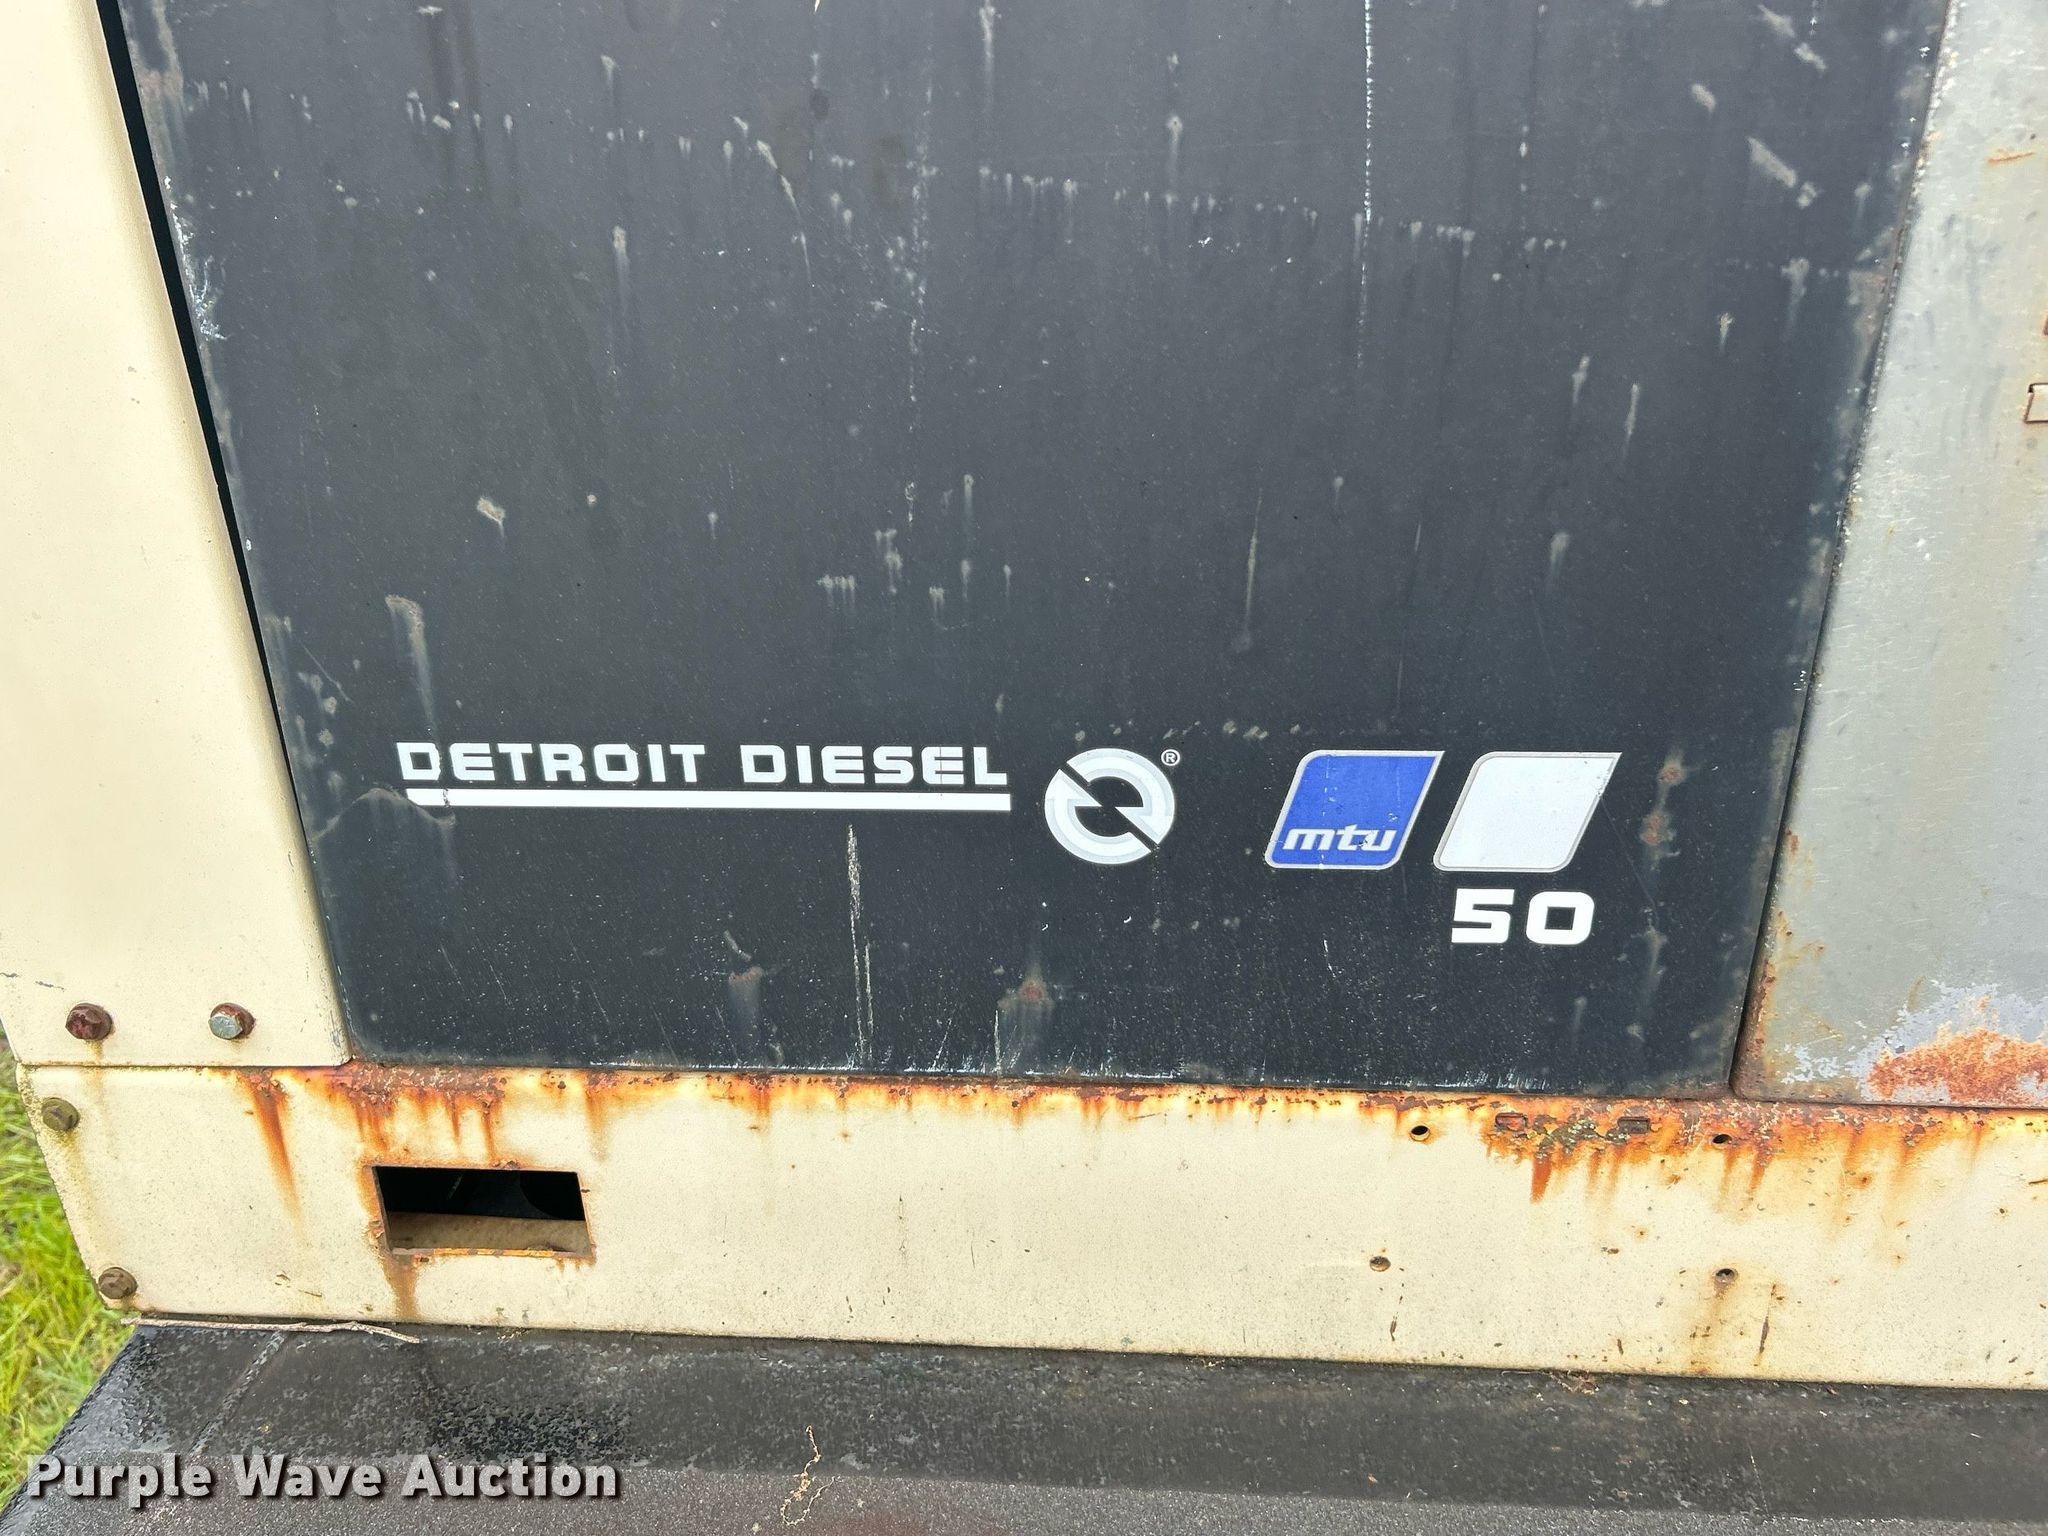 DETROIT DIESEL ®
mtu
50
Purple Wave Auction